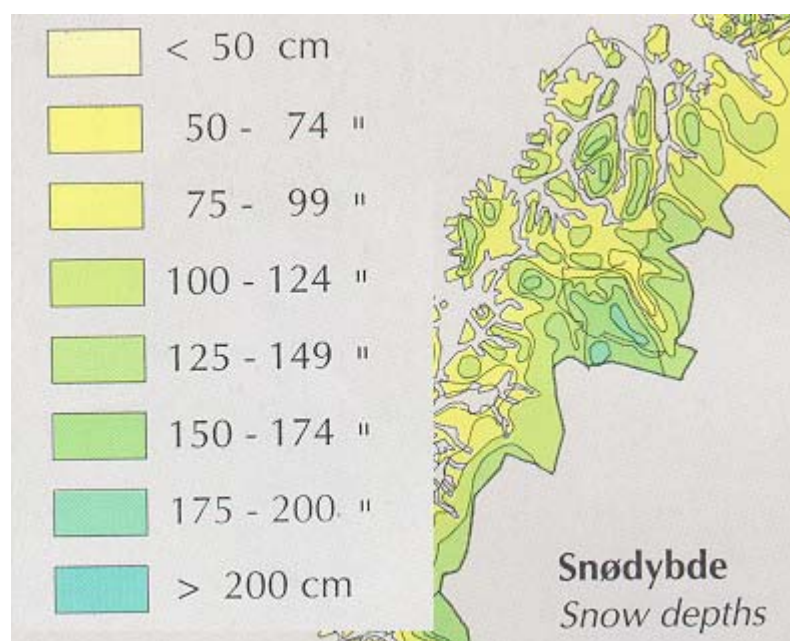 < 50 cm
50 - 74 "
75 - 99 "
100 - 124 "
125 - 149 "
150 - 174 "
175 - 200 "
> 200 cm
Snødybde
Snow depths